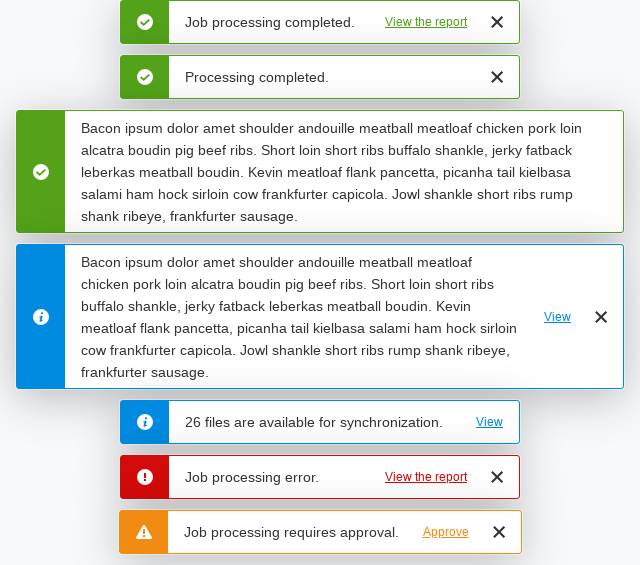 Job processing completed. View the report
Processing completed.
Bacon ipsum dolor amet shoulder andouille meatball meatloaf chicken pork loin
alcatra boudin pig beef ribs. Short loin short ribs buffalo shankle, jerky fatback
leberkas meatball boudin. Kevin meatloaf flank pancetta, picanha tail kielbasa
salami ham hock sirloin cow frankfurter capicola. Jowl shankle short ribs rump
shank ribeye, frankfurter sausage.
Bacon ipsum dolor amet shoulder andouille meatball meatloaf
chicken pork loin alcatra boudin pig beef ribs. Short loin short ribs
buffalo shankle, jerky fatback leberkas meatball boudin. Kevin
meatloaf flank pancetta, picanha tail kielbasa salami ham hock sirloin
cow frankfurter capicola. Jowl shankle short ribs rump shank ribeye,
frankfurter sausage.
View
26 files are available for synchronization. View
Job processing error. View the report
Job processing requires approval. Approve